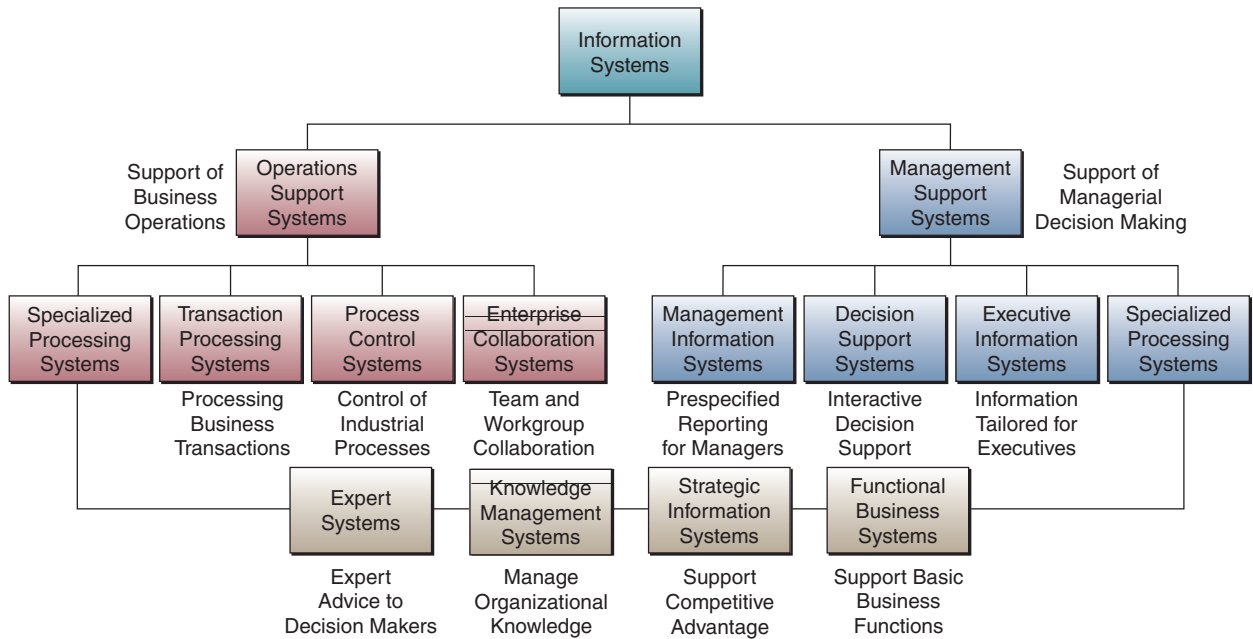 Information
Systems
Support of
Business
Operations
Operations
Support
Systems
Management
Support
Systems
Support of
Managerial
Decision Making
Specialized
Processing
Systems
Transaction
Processing
Systems
Process
Control
Systems
Enterprise
Collaboration
Systems
Management
Information
Systems
Decision
Support
Systems
Executive
Information
Systems
Specialized
Processing
Systems
Processing
Business
Transactions
Control of
Industrial
Processes
Team and
Workgroup
Collaboration
Prespecified
Reporting
for Managers
Interactive
Decision
Support
Information
Tailored for
Executives
Expert
Systems
Knowledge
Management
Systems
Strategic
Information
Systems
Functional
Business
Systems
Expert
Advice to
Decision Makers
Manage
Organizational
Knowledge
Support
Competitive
Advantage
Support Basic
Business
Functions